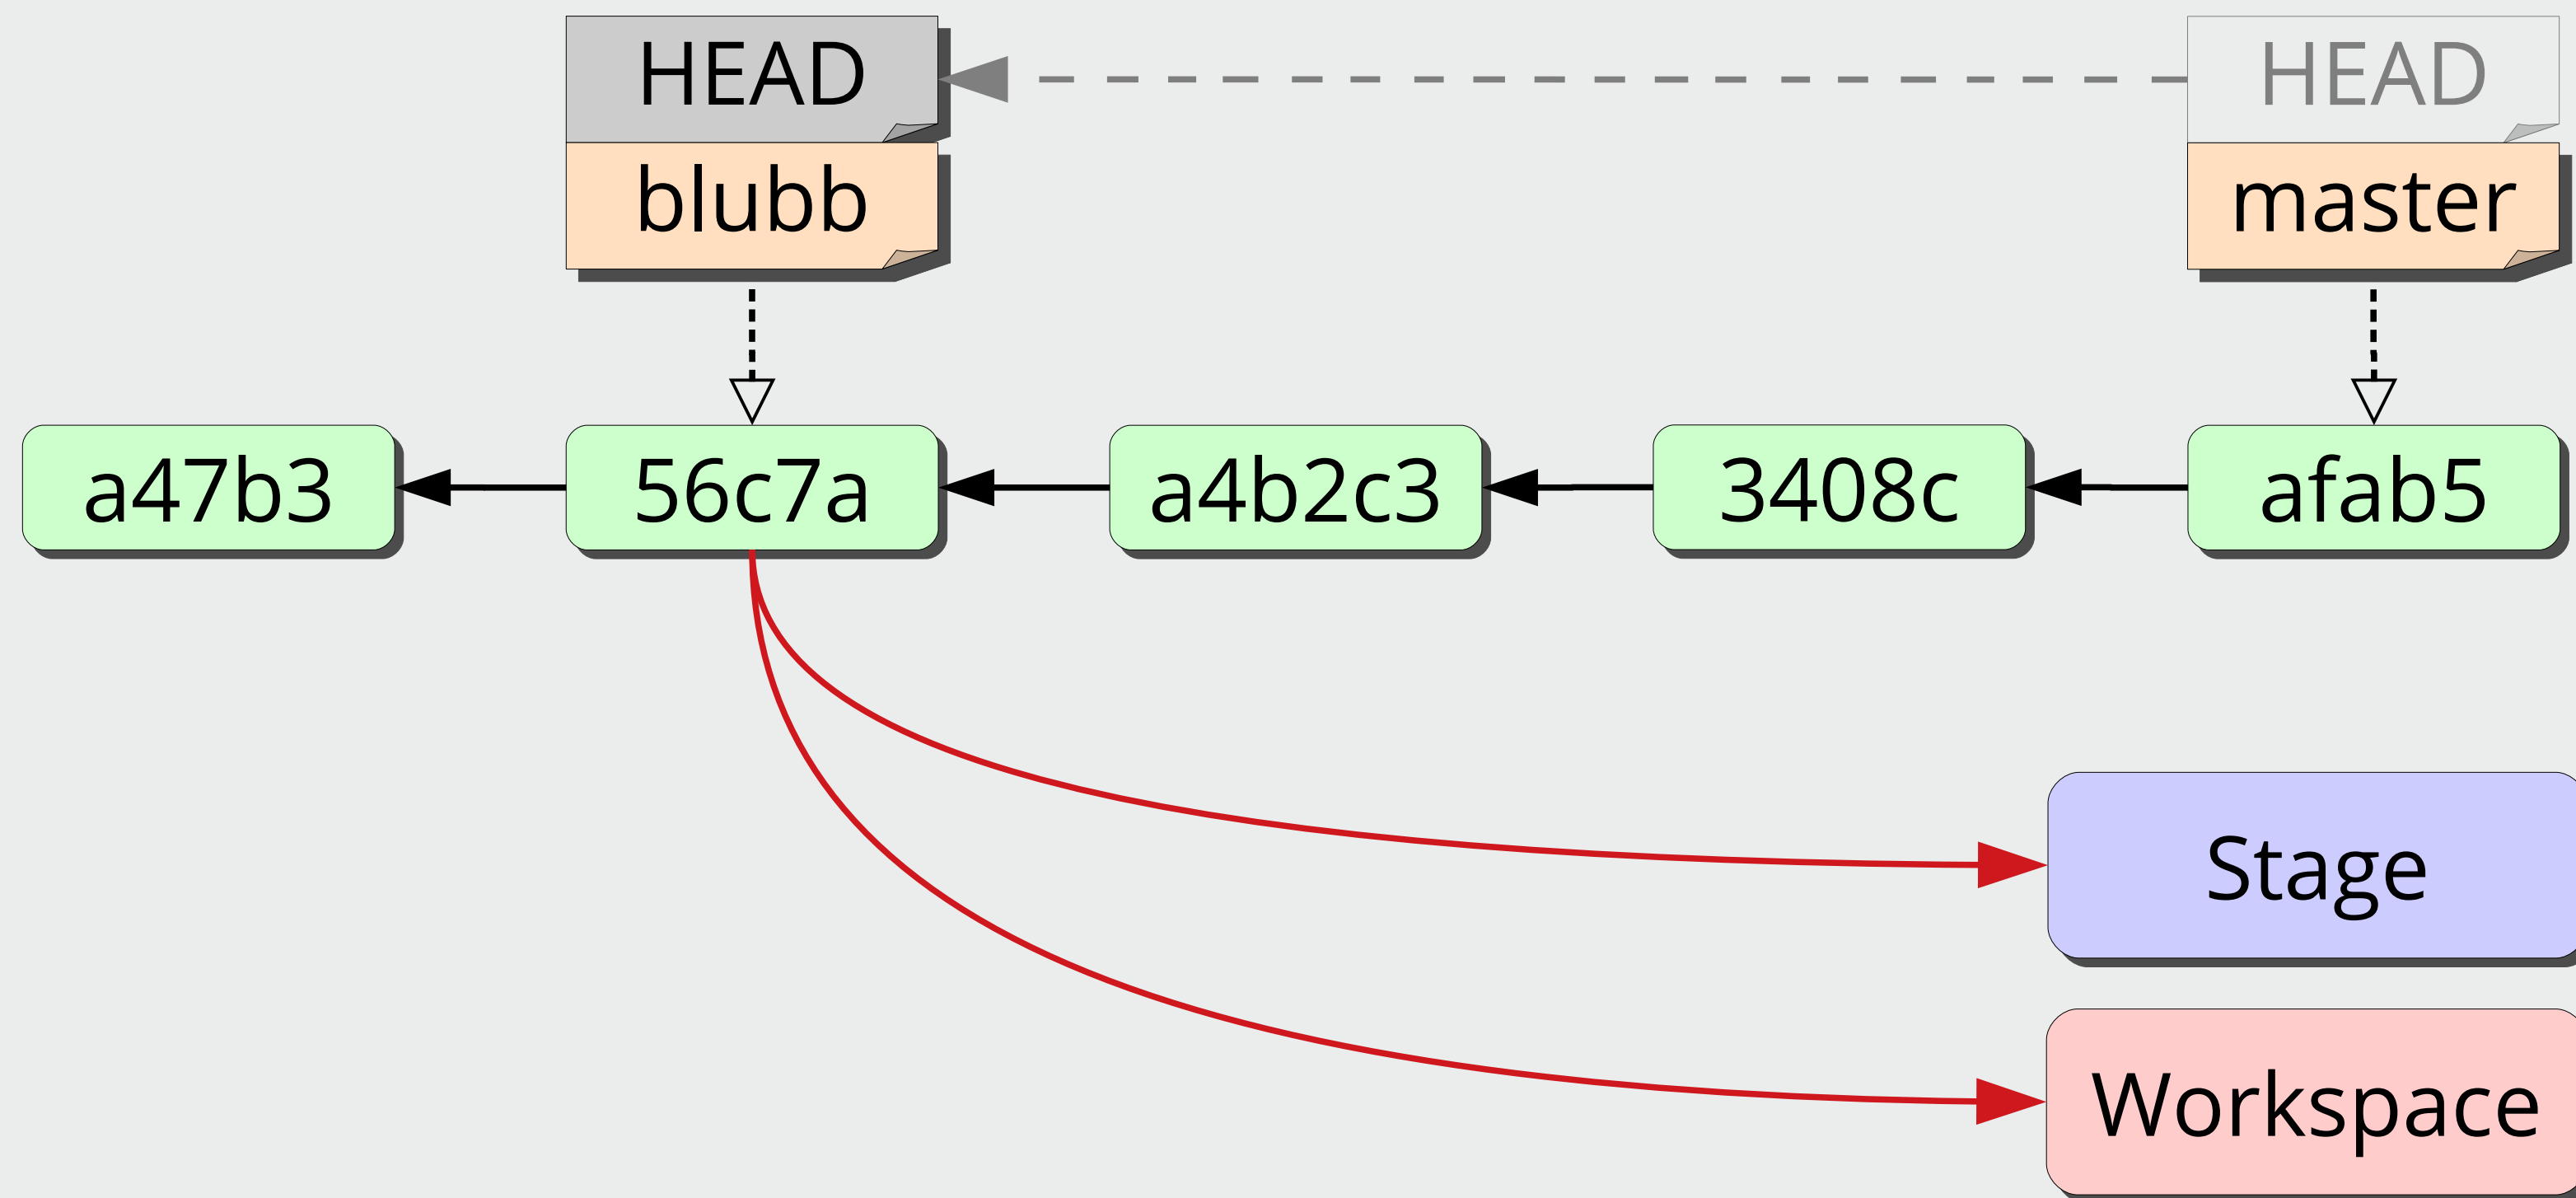 HEAD
HEAD
blubb
master
a47b3
56c7a
a4b2c3
3408c
afab5
Stage
Workspace